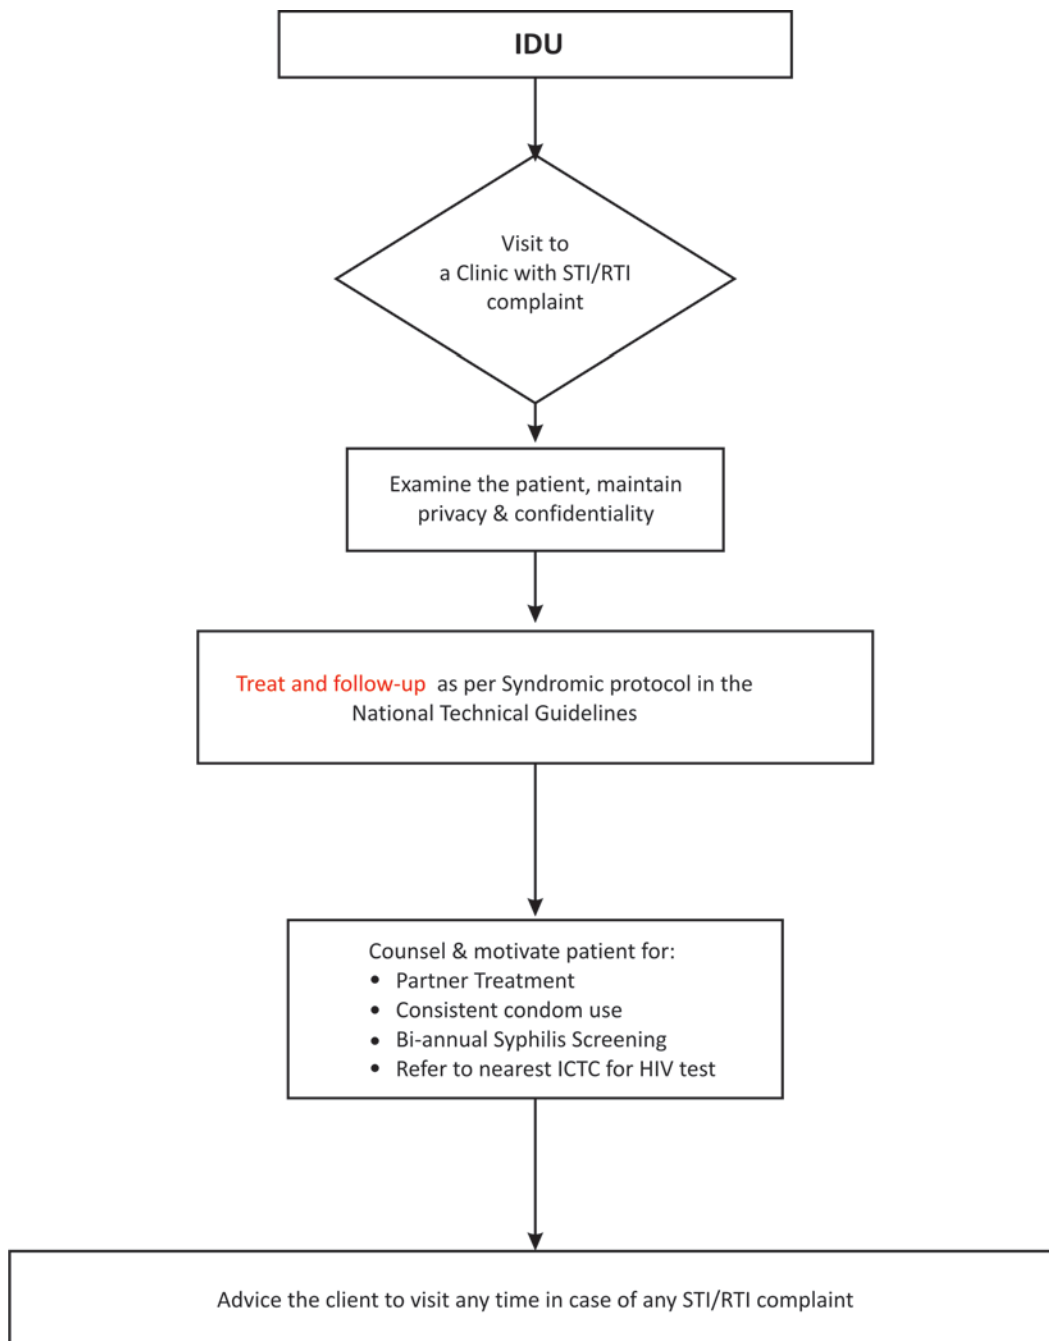 IDU
Visit to
a Clinic with STI/RTI
complaint
Examine the patient, maintain
privacy & confidentiality
Treat and follow-up as per Syndromic protocol in the
National Technical Guidelines
Counsel & motivate patient for:
• Partner Treatment
• Consistent condom use
• Bi-annual Syphilis Screening
• Refer to nearest ICTC for HIV test
Advice the client to visit any time in case of any STI/RTI complaint